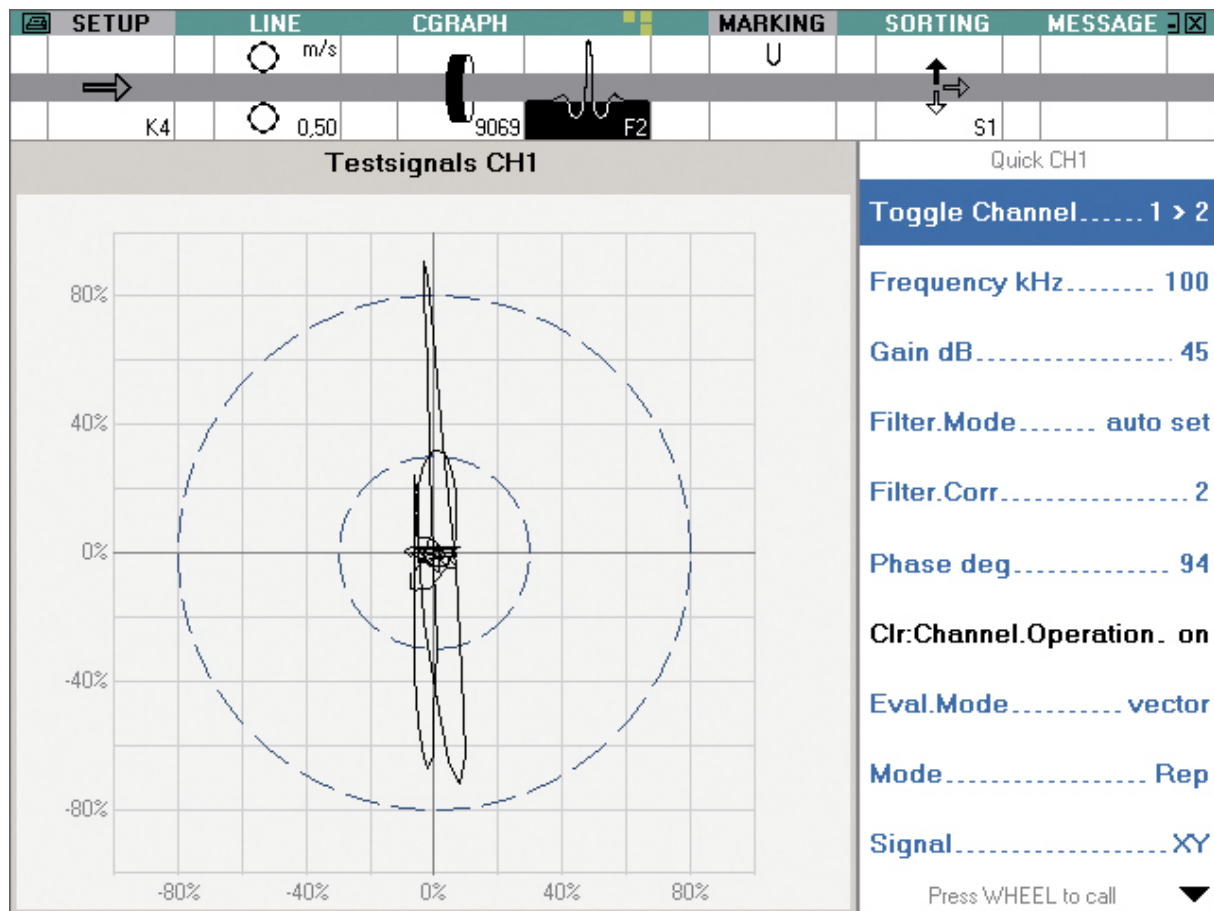 SETUP LINE CGRAPH MARKING SORTING MESSAGE
m/s
U
K4 0,50 9069 F2 S1
Testsignals CH1
Quick CH1
Toggle Channel......1 > 2
Frequency kHz........ 100
Gain dB.................. 45
Filter.Mode....... auto set
Filter.Corr................ 2
Phase deg.............. 94
Clr:Channel.Operation. on
Eval.Mode.......... vector
Mode................... Rep
Signal................... XY
Press WHEEL to call
80%
40%
0%
-40%
-80%
-80% -40% 0% 40% 80%